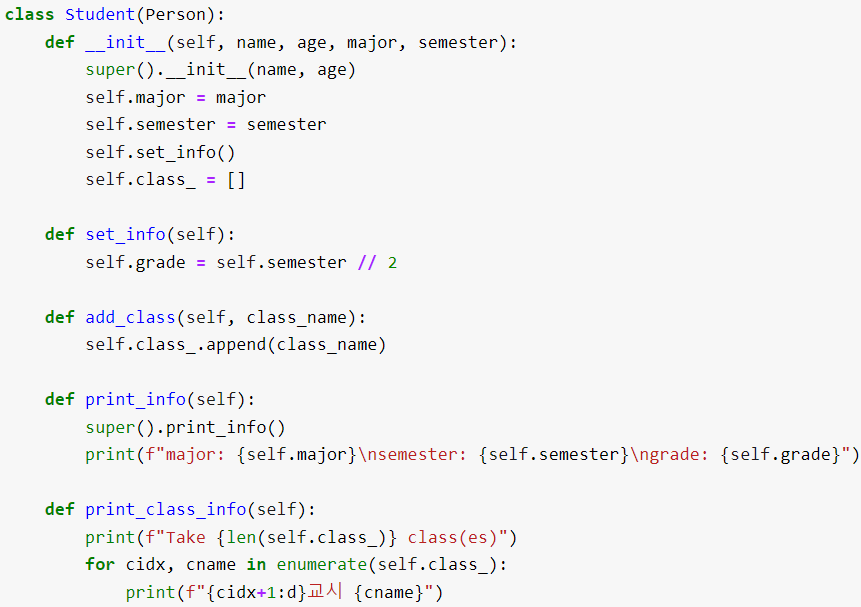 class Student(Person):
    def __init__(self, name, age, major, semester):
        super().__init__(name, age)
        self.major = major
        self.semester = semester
        self.set_info()
        self.class_ = []

    def set_info(self):
        self.grade = self.semester // 2

    def add_class(self, class_name):
        self.class_.append(class_name)

    def print_info(self):
        super().print_info()
        print(f"major: {self.major}\nsemester: {self.semester}\ngrade: {self.grade}")

    def print_class_info(self):
        print(f"Take {len(self.class_)} class(es)")
        for cidx, cname in enumerate(self.class_):
            print(f"{cidx+1:d}교시 {cname}")